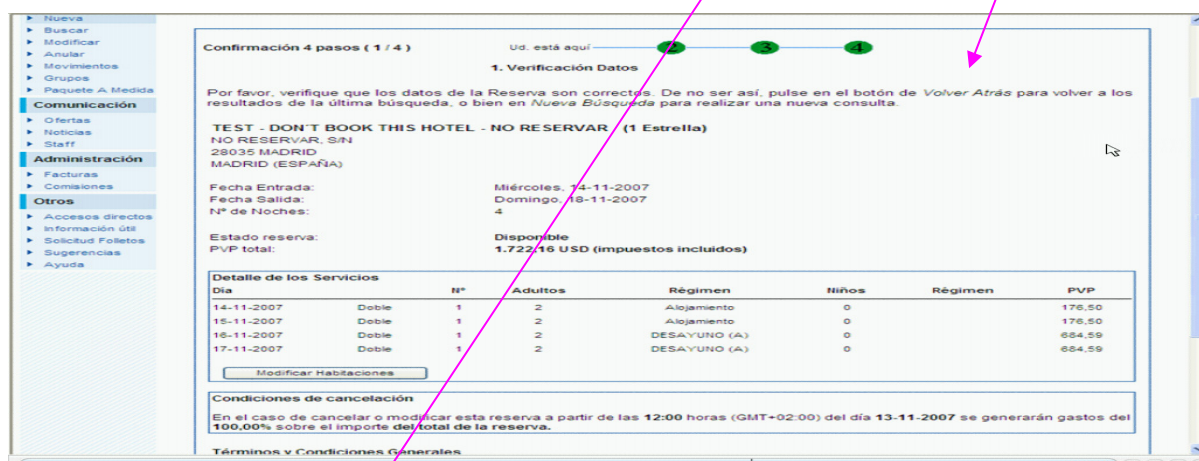 Nueva
Buscar
Modificar
Anular
Movimientos
Grupos
Paquete A Medida
Comunicación
Ofertas
Noticias
Staff
Administración
Facturas
Comisiones
Otros
Accesos directos
Información útil
Solicitud Folletos
Sugerencias
Ayuda
Confirmación 4 pasos ( 1 / 4 ) Ud. está aquí 2 3 4
1. Verificación Datos
Por favor, verifique que los datos de la Reserva son correctos. De no ser así, pulse en el botón de Volver Atrás para volver a los
resultados de la última búsqueda, o bien en Nueva Búsqueda para realizar una nueva consulta.
TEST - DON'T BOOK THIS HOTEL - NO RESERVAR (1 Estrella)
NO RESERVAR, S/N
28035 MADRID
MADRID (ESPAÑA)
Fecha Entrada: Miércoles, 14-11-2007
Fecha Salida: Domingo, 18-11-2007
Nº de Noches: 4
Estado reserva: Disponible
PVP total: 1.722,16 USD (impuestos incluidos)
Detalle de los Servicios
Día Nº Adultos Régimen Niños Régimen PVP
14-11-2007 Doble 1 2 Alojamiento 0 176,50
15-11-2007 Doble 1 2 Alojamiento 0 176,50
16-11-2007 Doble 1 2 DESAYUNO (A) 0 684,59
17-11-2007 Doble 1 2 DESAYUNO (A) 0 684,59
Modificar Habitaciones
Condiciones de cancelación
En el caso de cancelar o modificar esta reserva a partir de las 12:00 horas (GMT+02:00) del día 13-11-2007 se generarán gastos del
100,00% sobre el importe del total de la reserva.
Términos y Condiciones Generales